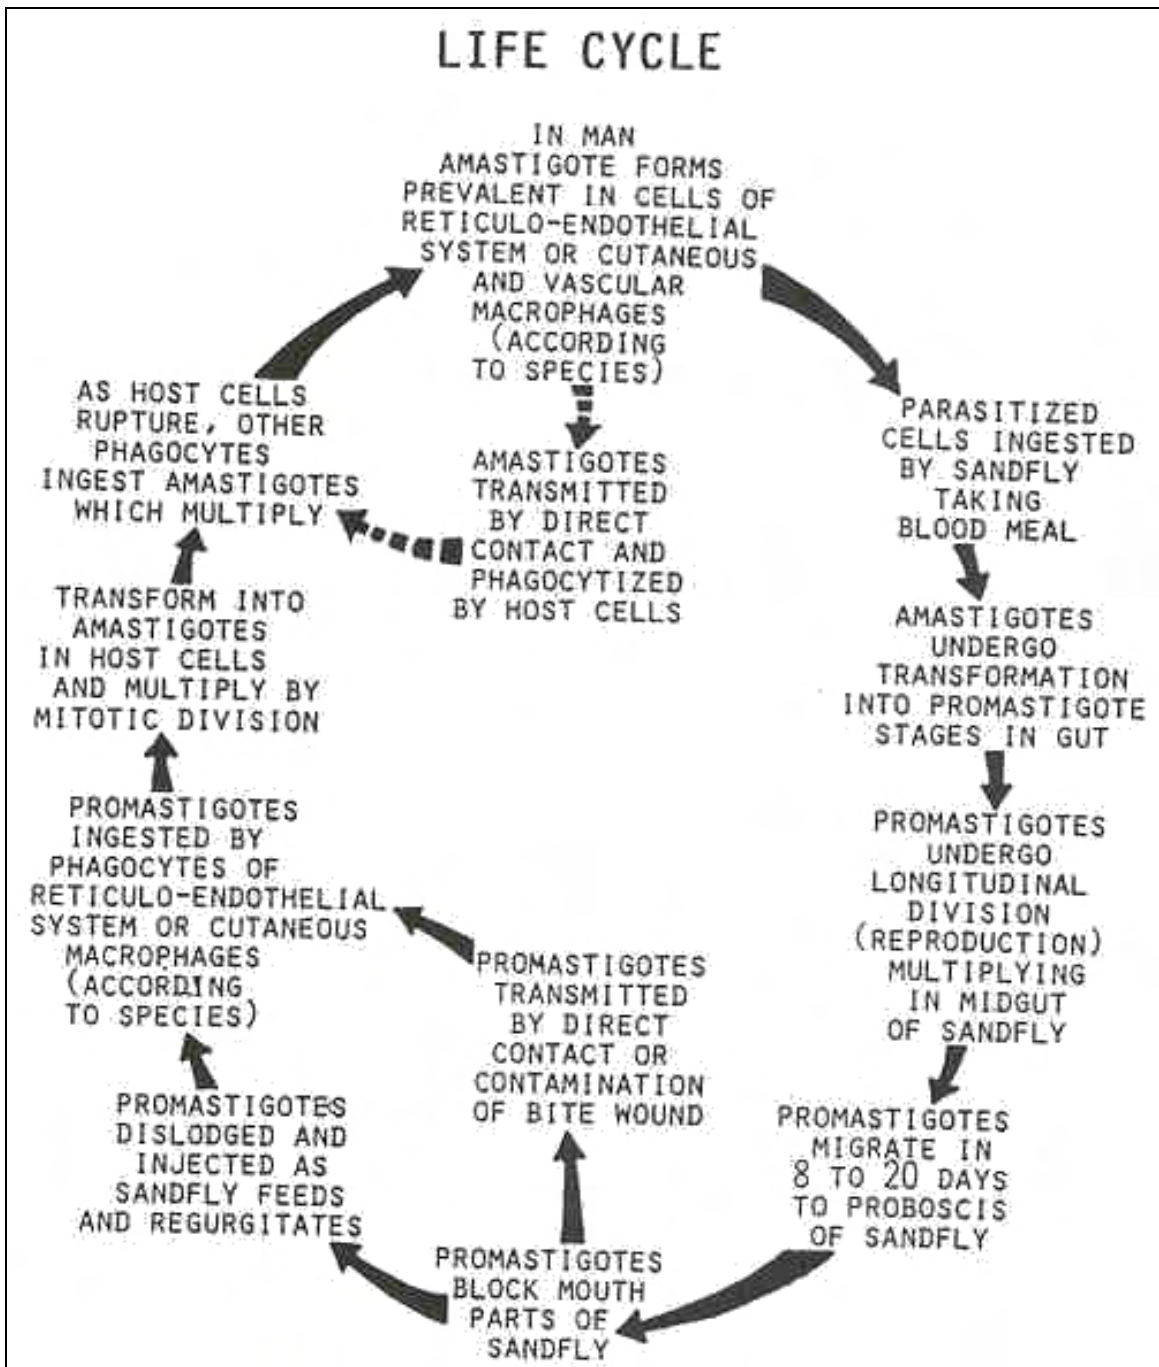 LIFE CYCLE
IN MAN
AMASTIGOTE FORMS
PREVALENT IN CELLS OF
RETICULO-ENDOTHELIAL
SYSTEM OR CUTANEOUS
AND VASCULAR
MACROPHAGES
(ACCORDING
TO SPECIES)
PARASITIZED
CELLS INGESTED
BY SANDFLY
TAKING
BLOOD MEAL
AMASTIGOTES
UNDERGO
TRANSFORMATION
INTO PROMASTIGOTE
STAGES IN GUT
PROMASTIGOTES
UNDERGO
LONGITUDINAL
DIVISION
(REPRODUCTION)
MULTIPLYING
IN MIDGUT
OF SANDFLY
PROMASTIGOTES
MIGRATE IN
8 TO 20 DAYS
TO PROBOSCIS
OF SANDFLY
PROMASTIGOTES
BLOCK MOUTH
PARTS OF
SANDFLY
PROMASTIGOTES
DISLODGED AND
INJECTED AS
SANDFLY FEEDS
AND REGURGITATES
PROMASTIGOTES
TRANSMITTED
BY DIRECT
CONTACT OR
CONTAMINATION
OF BITE WOUND
PROMASTIGOTES
INGESTED BY
PHAGOCYTES OF
RETICULO-ENDOTHELIAL
SYSTEM OR CUTANEOUS
MACROPHAGES
(ACCORDING
TO SPECIES)
TRANSFORM INTO
AMASTIGOTES
IN HOST CELLS
AND MULTIPLY BY
MITOTIC DIVISION
AS HOST CELLS
RUPTURE, OTHER
PHAGOCYTES
INGEST AMASTIGOTES
WHICH MULTIPLY
AMASTIGOTES
TRANSMITTED
BY DIRECT
CONTACT AND
PHAGOCYTIZED
BY HOST CELLS